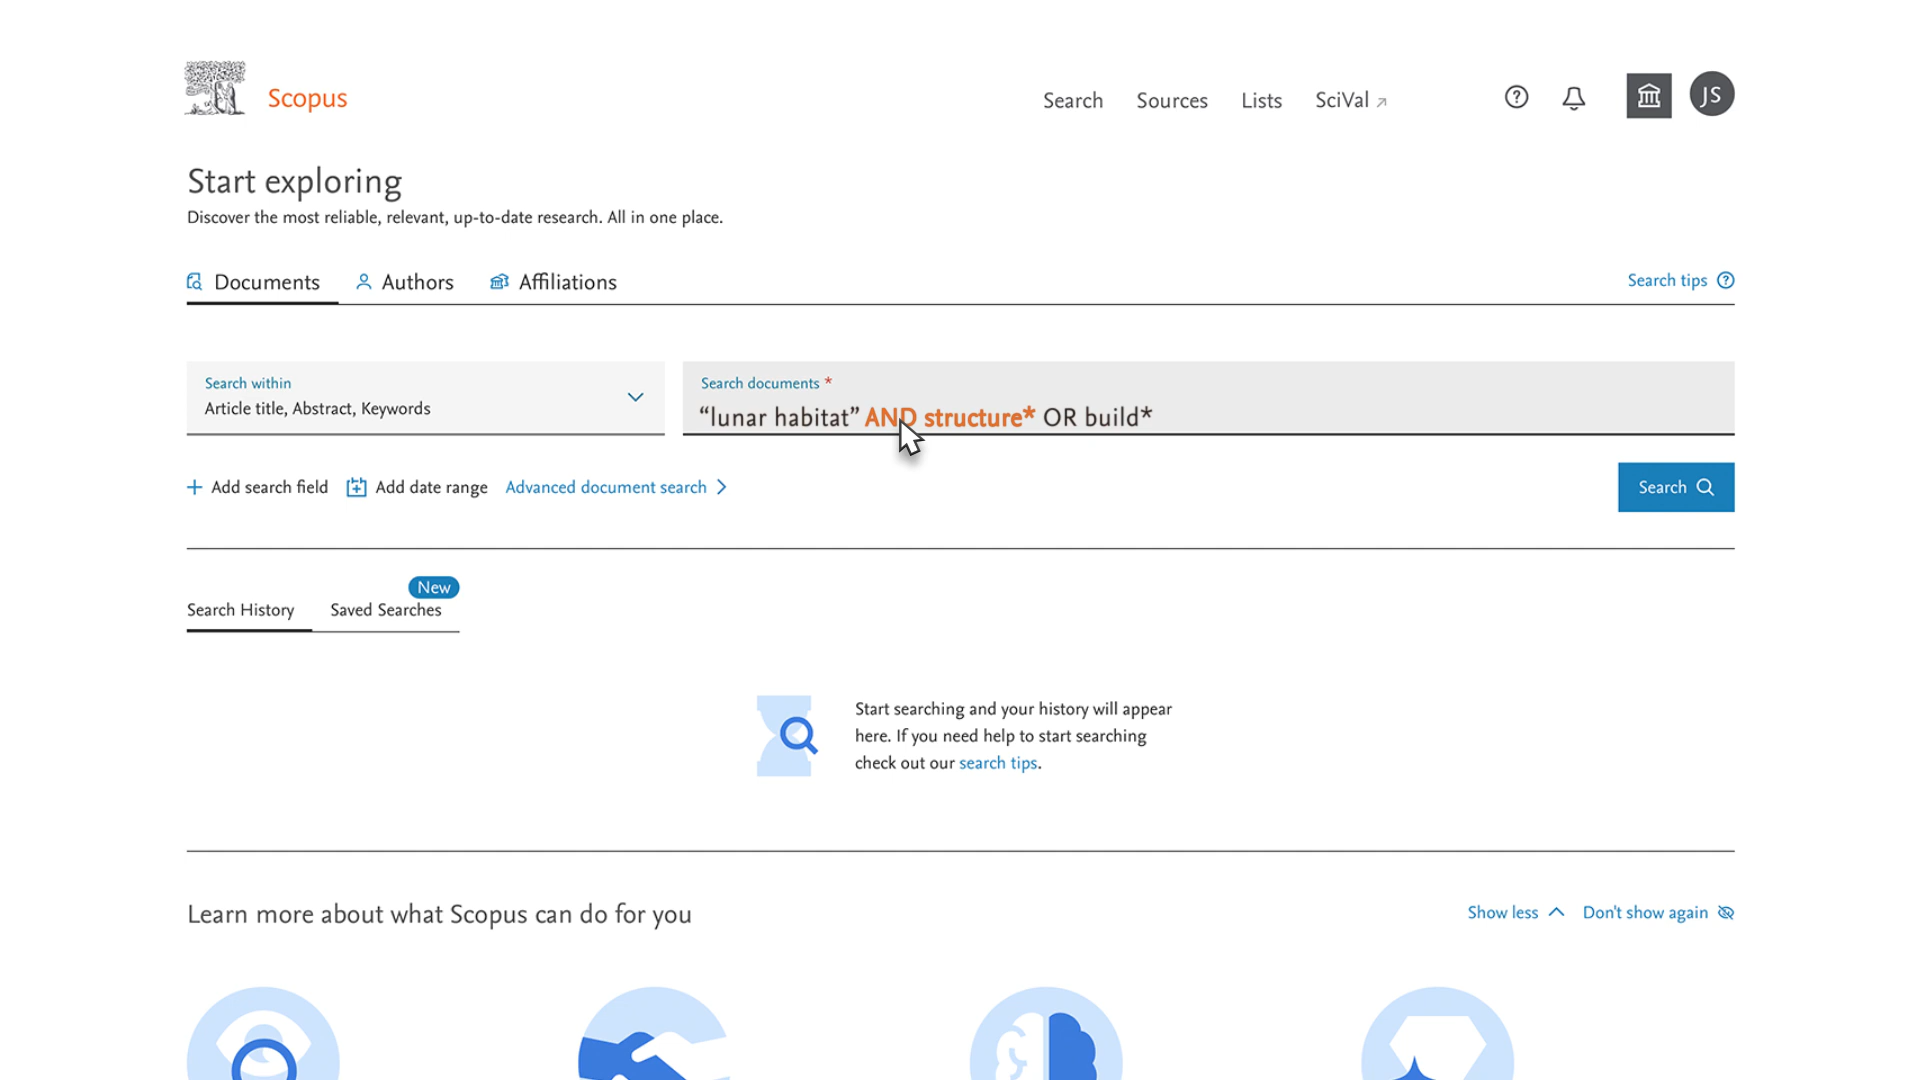 Scopus
Search Sources Lists SciVal
JS
Start exploring
Discover the most reliable, relevant, up-to-date research. All in one place.
Documents Authors Affiliations
Search tips
Search within
Article title, Abstract, Keywords
Search documents *
“lunar habitat” AND structure* OR build*
Add search field Add date range Advanced document search
Search
New
Search History Saved Searches
Start searching and your history will appear
here. If you need help to start searching
check out our search tips.
Learn more about what Scopus can do for you
Show less Don't show again